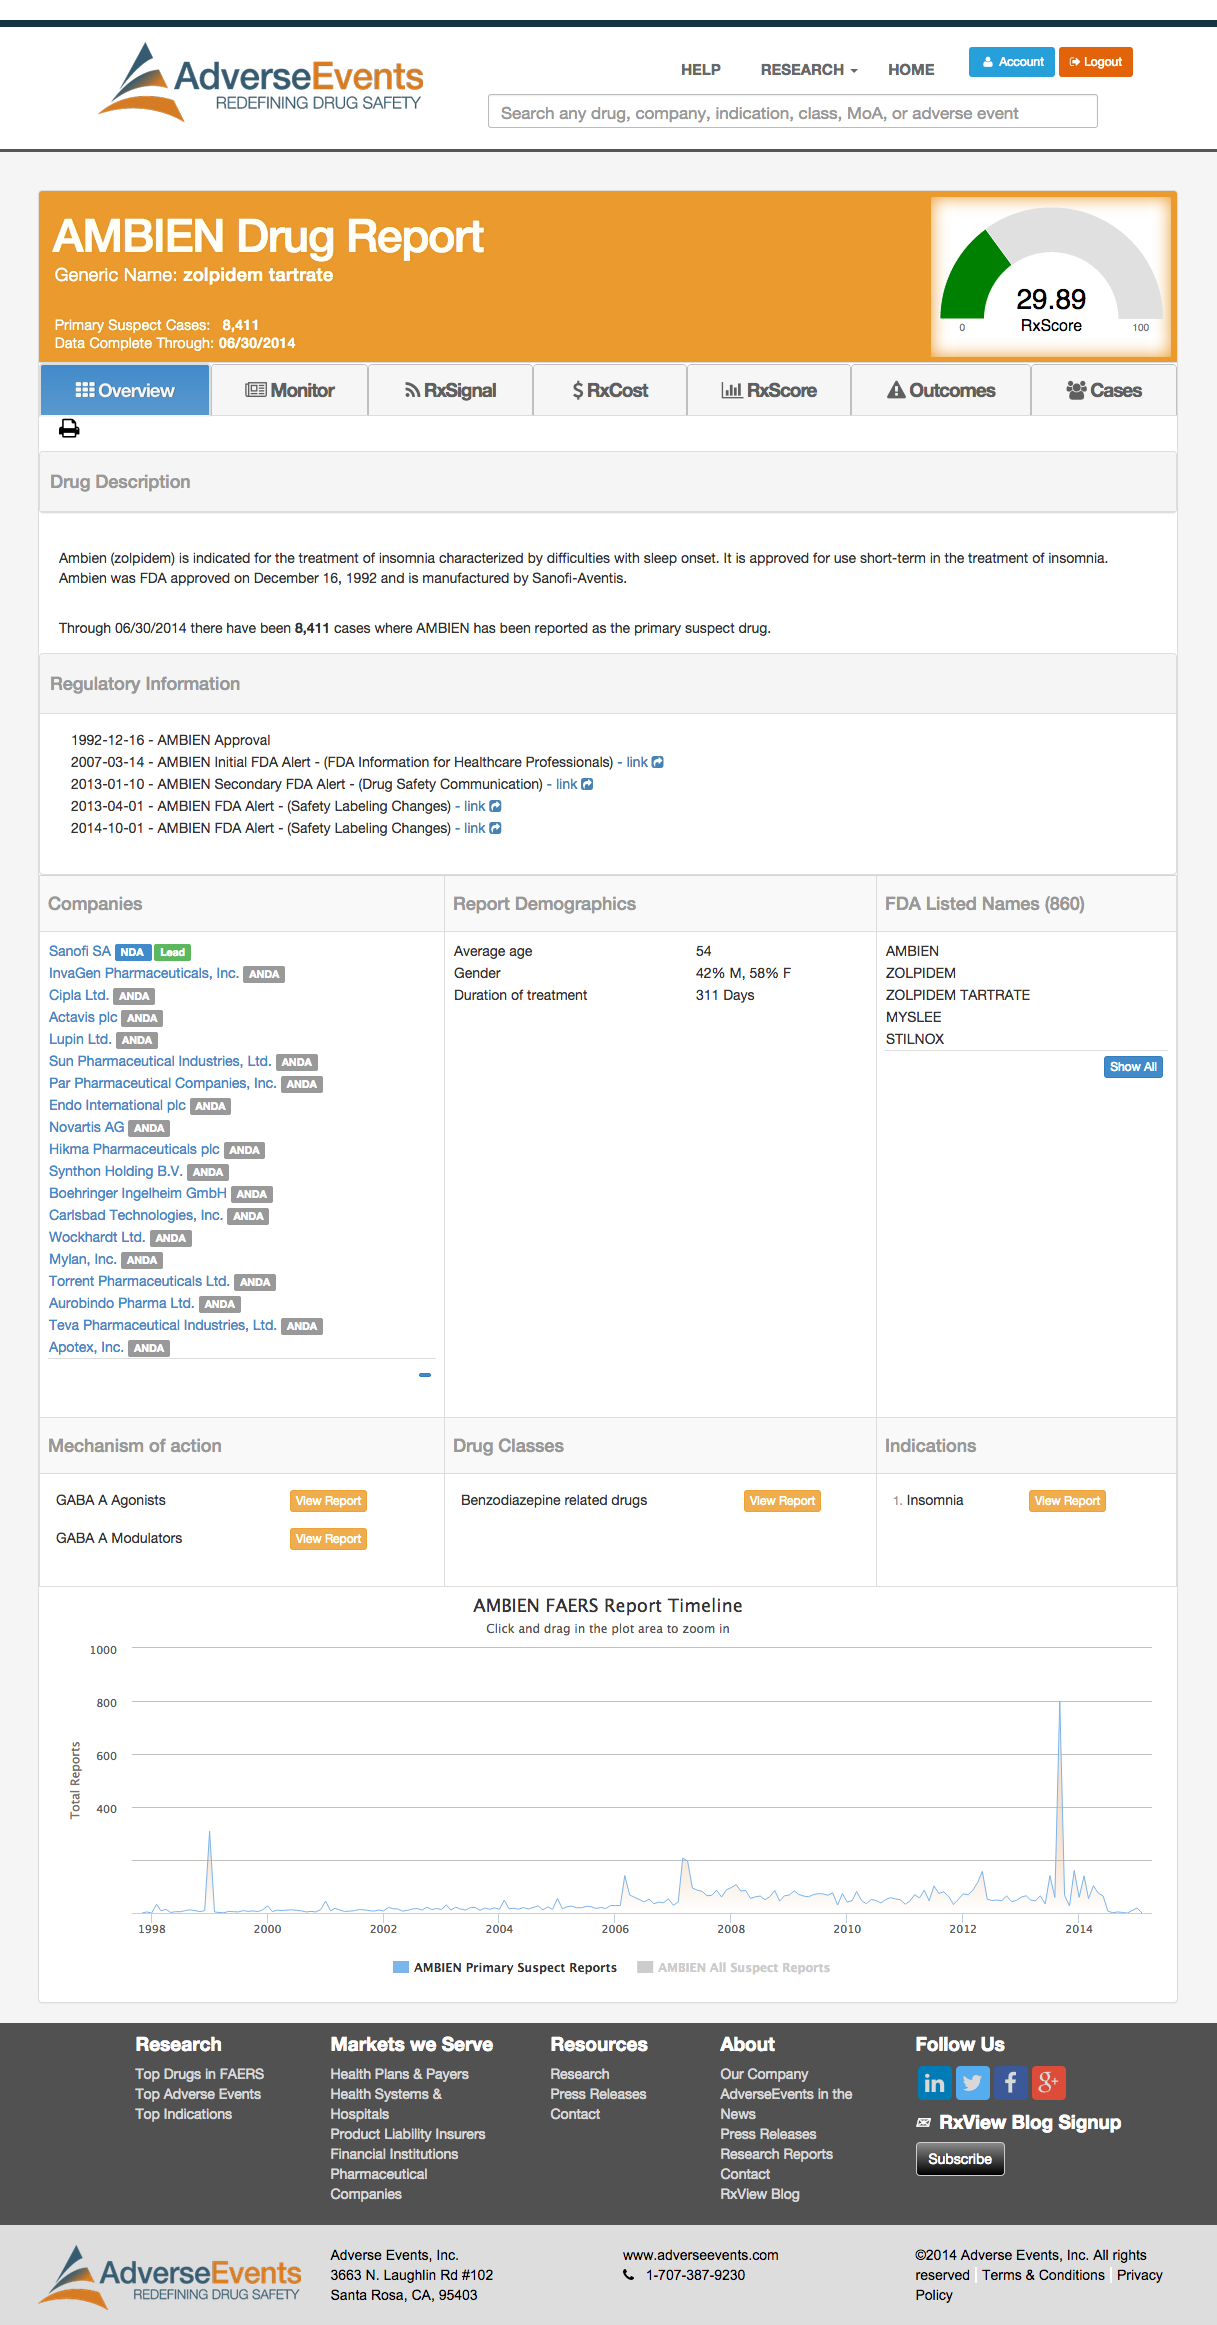 AdverseEvents
REDEFINING DRUG SAFETY
HELP RESEARCH HOME Account Logout
Search any drug, company, indication, class, MoA, or adverse event
AMBIEN Drug Report
Generic Name: zolpidem tartrate
Primary Suspect Cases: 8,411
Data Complete Through: 06/30/2014
29.89
RxScore
0 100
Overview Monitor RxSignal $ RxCost RxScore Outcomes Cases
Drug Description
Ambien (zolpidem) is indicated for the treatment of insomnia characterized by difficulties with sleep onset. It is approved for use short-term in the treatment of insomnia.
Ambien was FDA approved on December 16, 1992 and is manufactured by Sanofi-Aventis.
Through 06/30/2014 there have been 8,411 cases where AMBIEN has been reported as the primary suspect drug.
Regulatory Information
1992-12-16 - AMBIEN Approval
2007-03-14 - AMBIEN Initial FDA Alert - (FDA Information for Healthcare Professionals) - link
2013-01-10 - AMBIEN Secondary FDA Alert - (Drug Safety Communication) - link
2013-04-01 - AMBIEN FDA Alert - (Safety Labeling Changes) - link
2014-10-01 - AMBIEN FDA Alert - (Safety Labeling Changes) - link
Companies
Sanofi SA NDA Lead
InvaGen Pharmaceuticals, Inc. ANDA
Cipla Ltd. ANDA
Actavis plc ANDA
Lupin Ltd. ANDA
Sun Pharmaceutical Industries, Ltd. ANDA
Par Pharmaceutical Companies, Inc. ANDA
Endo International plc ANDA
Novartis AG ANDA
Hikma Pharmaceuticals plc ANDA
Synthon Holding B.V. ANDA
Boehringer Ingelheim GmbH ANDA
Carlsbad Technologies, Inc. ANDA
Wockhardt Ltd. ANDA
Mylan, Inc. ANDA
Torrent Pharmaceuticals Ltd. ANDA
Aurobindo Pharma Ltd. ANDA
Teva Pharmaceutical Industries, Ltd. ANDA
Apotex, Inc. ANDA
Report Demographics
Average age 54
Gender 42% M, 58% F
Duration of treatment 311 Days
FDA Listed Names (860)
AMBIEN
ZOLPIDEM
ZOLPIDEM TARTRATE
MYSLEE
STILNOX
Show All
Mechanism of action
GABA A Agonists View Report
GABA A Modulators View Report
Drug Classes
Benzodiazepine related drugs View Report
Indications
1. Insomnia View Report
AMBIEN FAERS Report Timeline
Click and drag in the plot area to zoom in
Total Reports
1000
800
600
400
1998 2000 2002 2004 2006 2008 2010 2012 2014
AMBIEN Primary Suspect Reports AMBIEN All Suspect Reports
Research
Top Drugs in FAERS
Top Adverse Events
Top Indications
Markets we Serve
Health Plans & Payers
Health Systems &
Hospitals
Product Liability Insurers
Financial Institutions
Pharmaceutical
Companies
Resources
Research
Press Releases
Contact
About
Our Company
AdverseEvents in the
News
Press Releases
Research Reports
Contact
RxView Blog
Follow Us
in f g+
RxView Blog Signup
Subscribe
AdverseEvents
REDEFINING DRUG SAFETY
Adverse Events, Inc.
3663 N. Laughlin Rd #102
Santa Rosa, CA, 95403
www.adverseevents.com
1-707-387-9230
©2014 Adverse Events, Inc. All rights
reserved | Terms & Conditions | Privacy
Policy